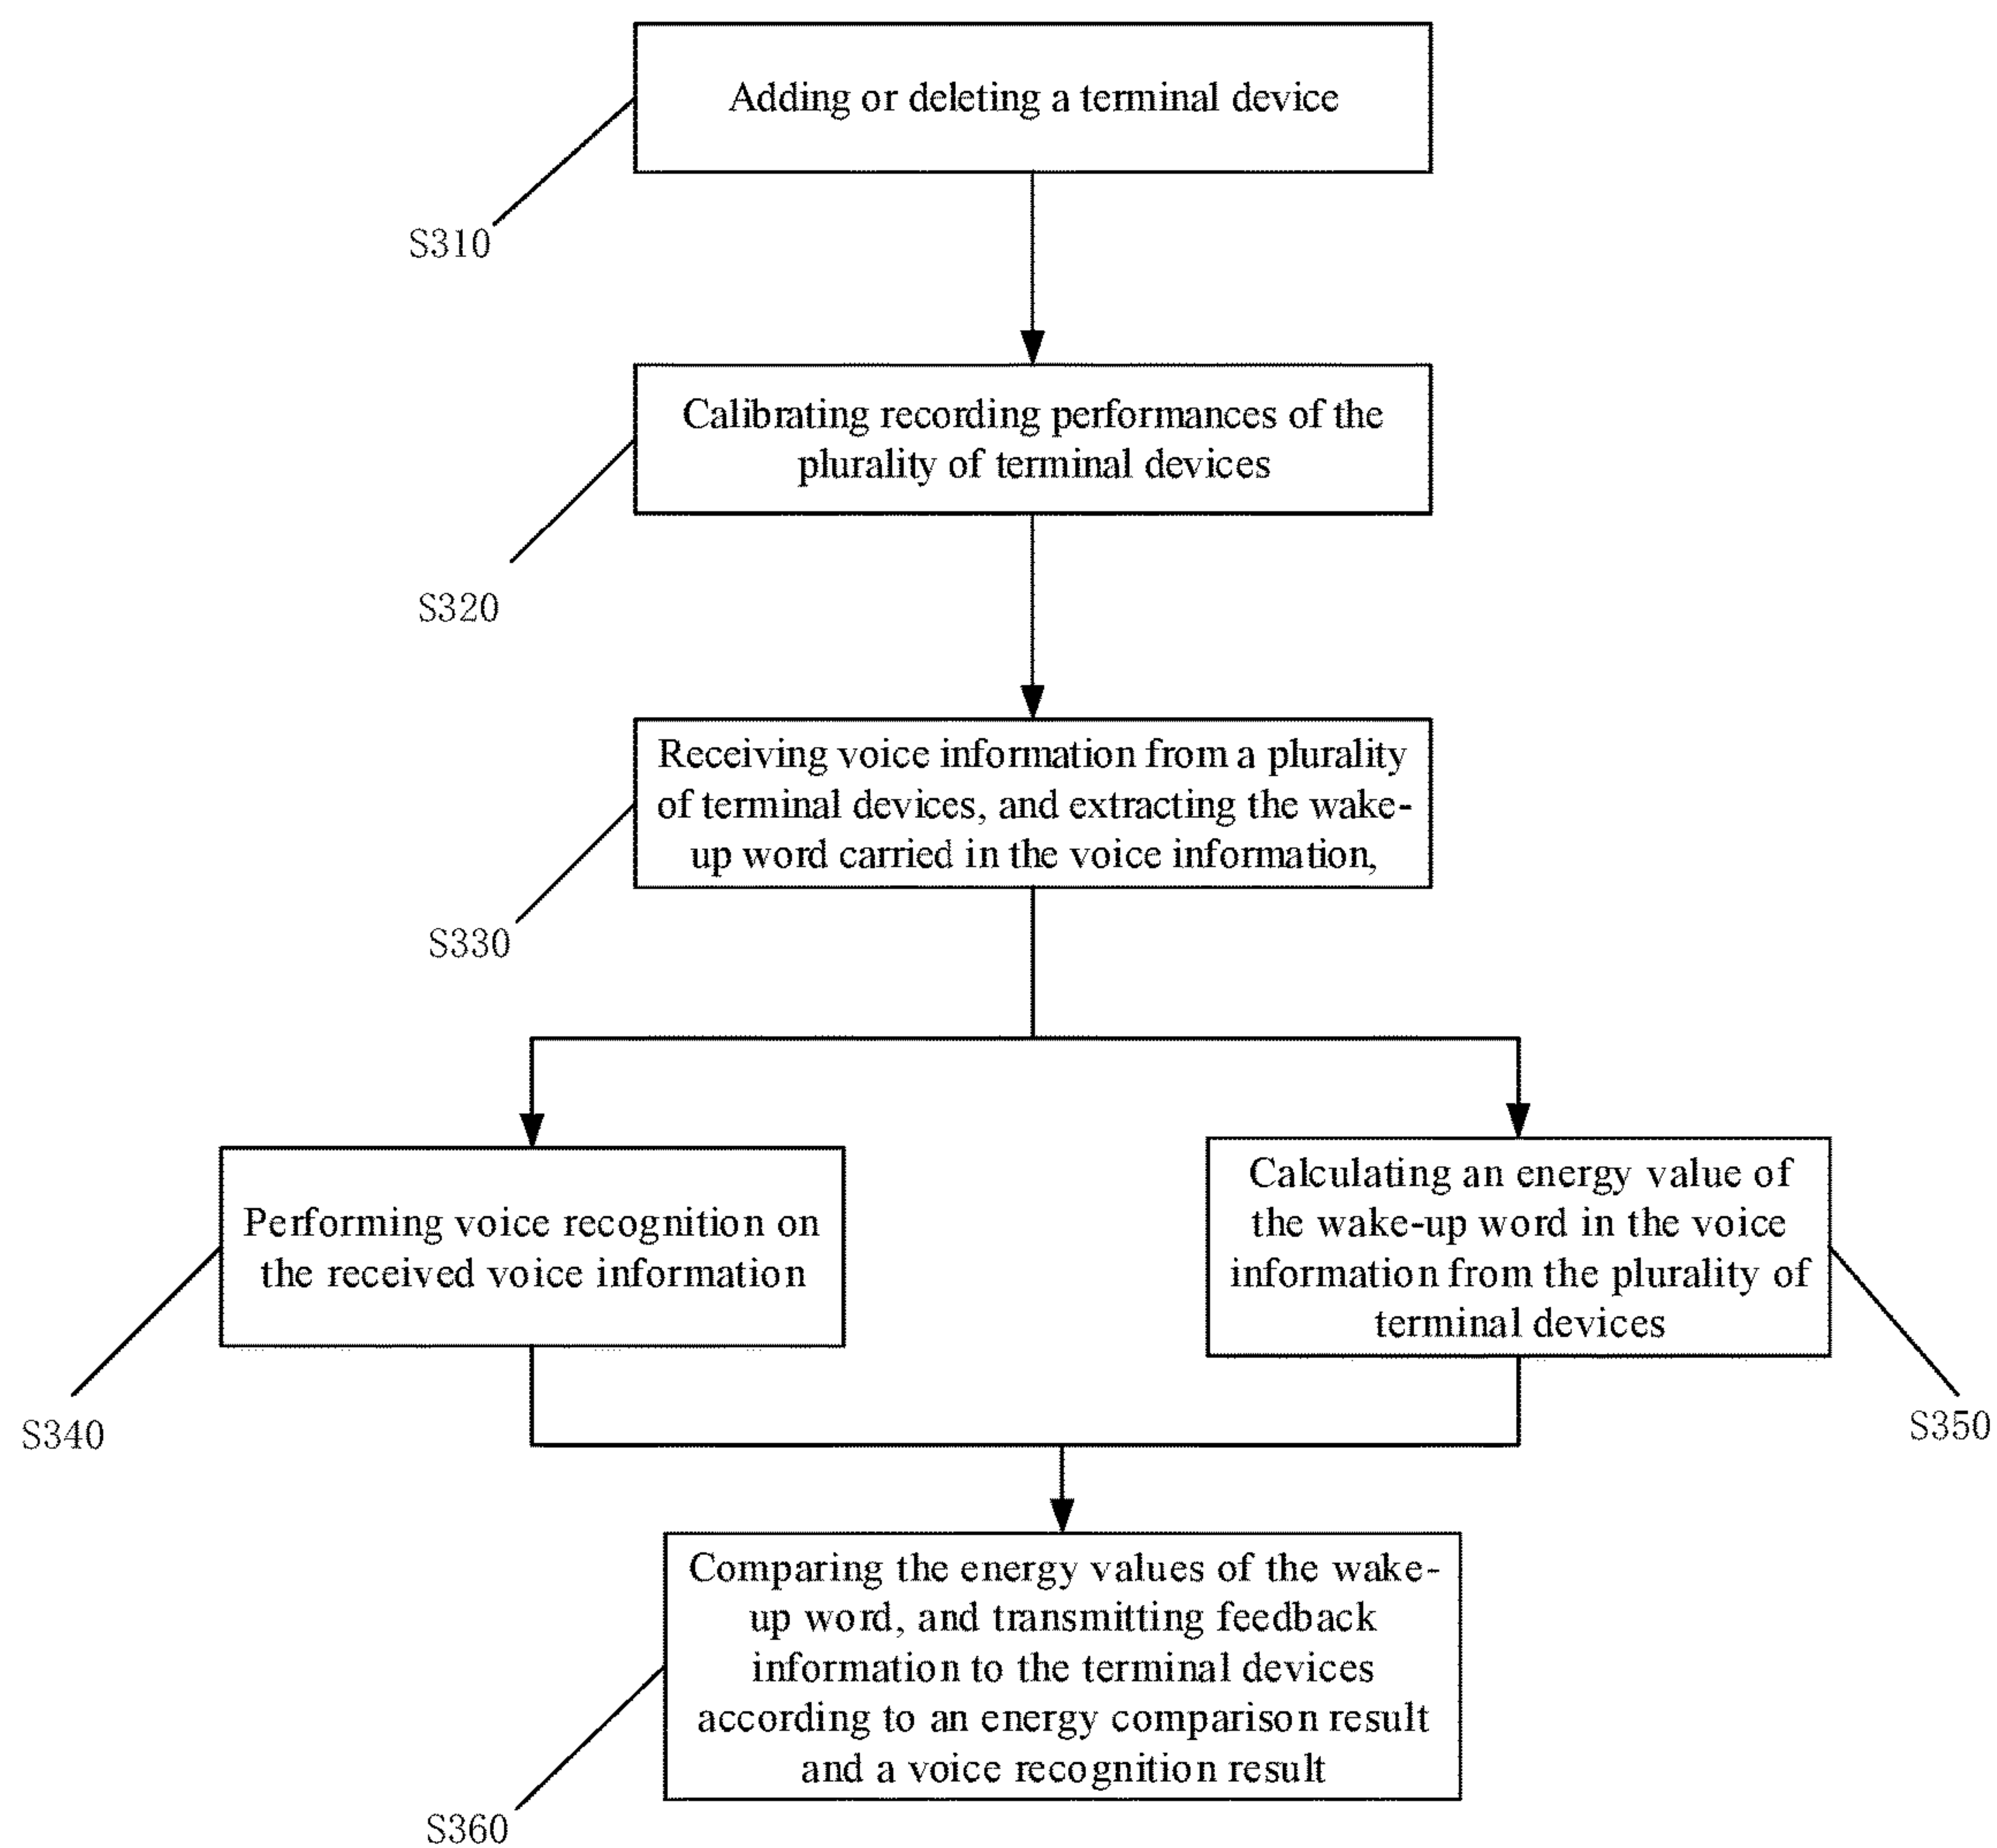 Adding or deleting a terminal device
S310
Calibrating recording performances of the
plurality of terminal devices
S320
Receiving voice information from a plurality
of terminal devices, and extracting the wake-
up word carried in the voice information,
S330
Performing voice recognition on
the received voice information
S340
Calculating an energy value of
the wake-up word in the voice
information from the plurality of
terminal devices
S350
Comparing the energy values of the wake-
up word, and transmitting feedback
information to the terminal devices
according to an energy comparison result
and a voice recognition result
S360